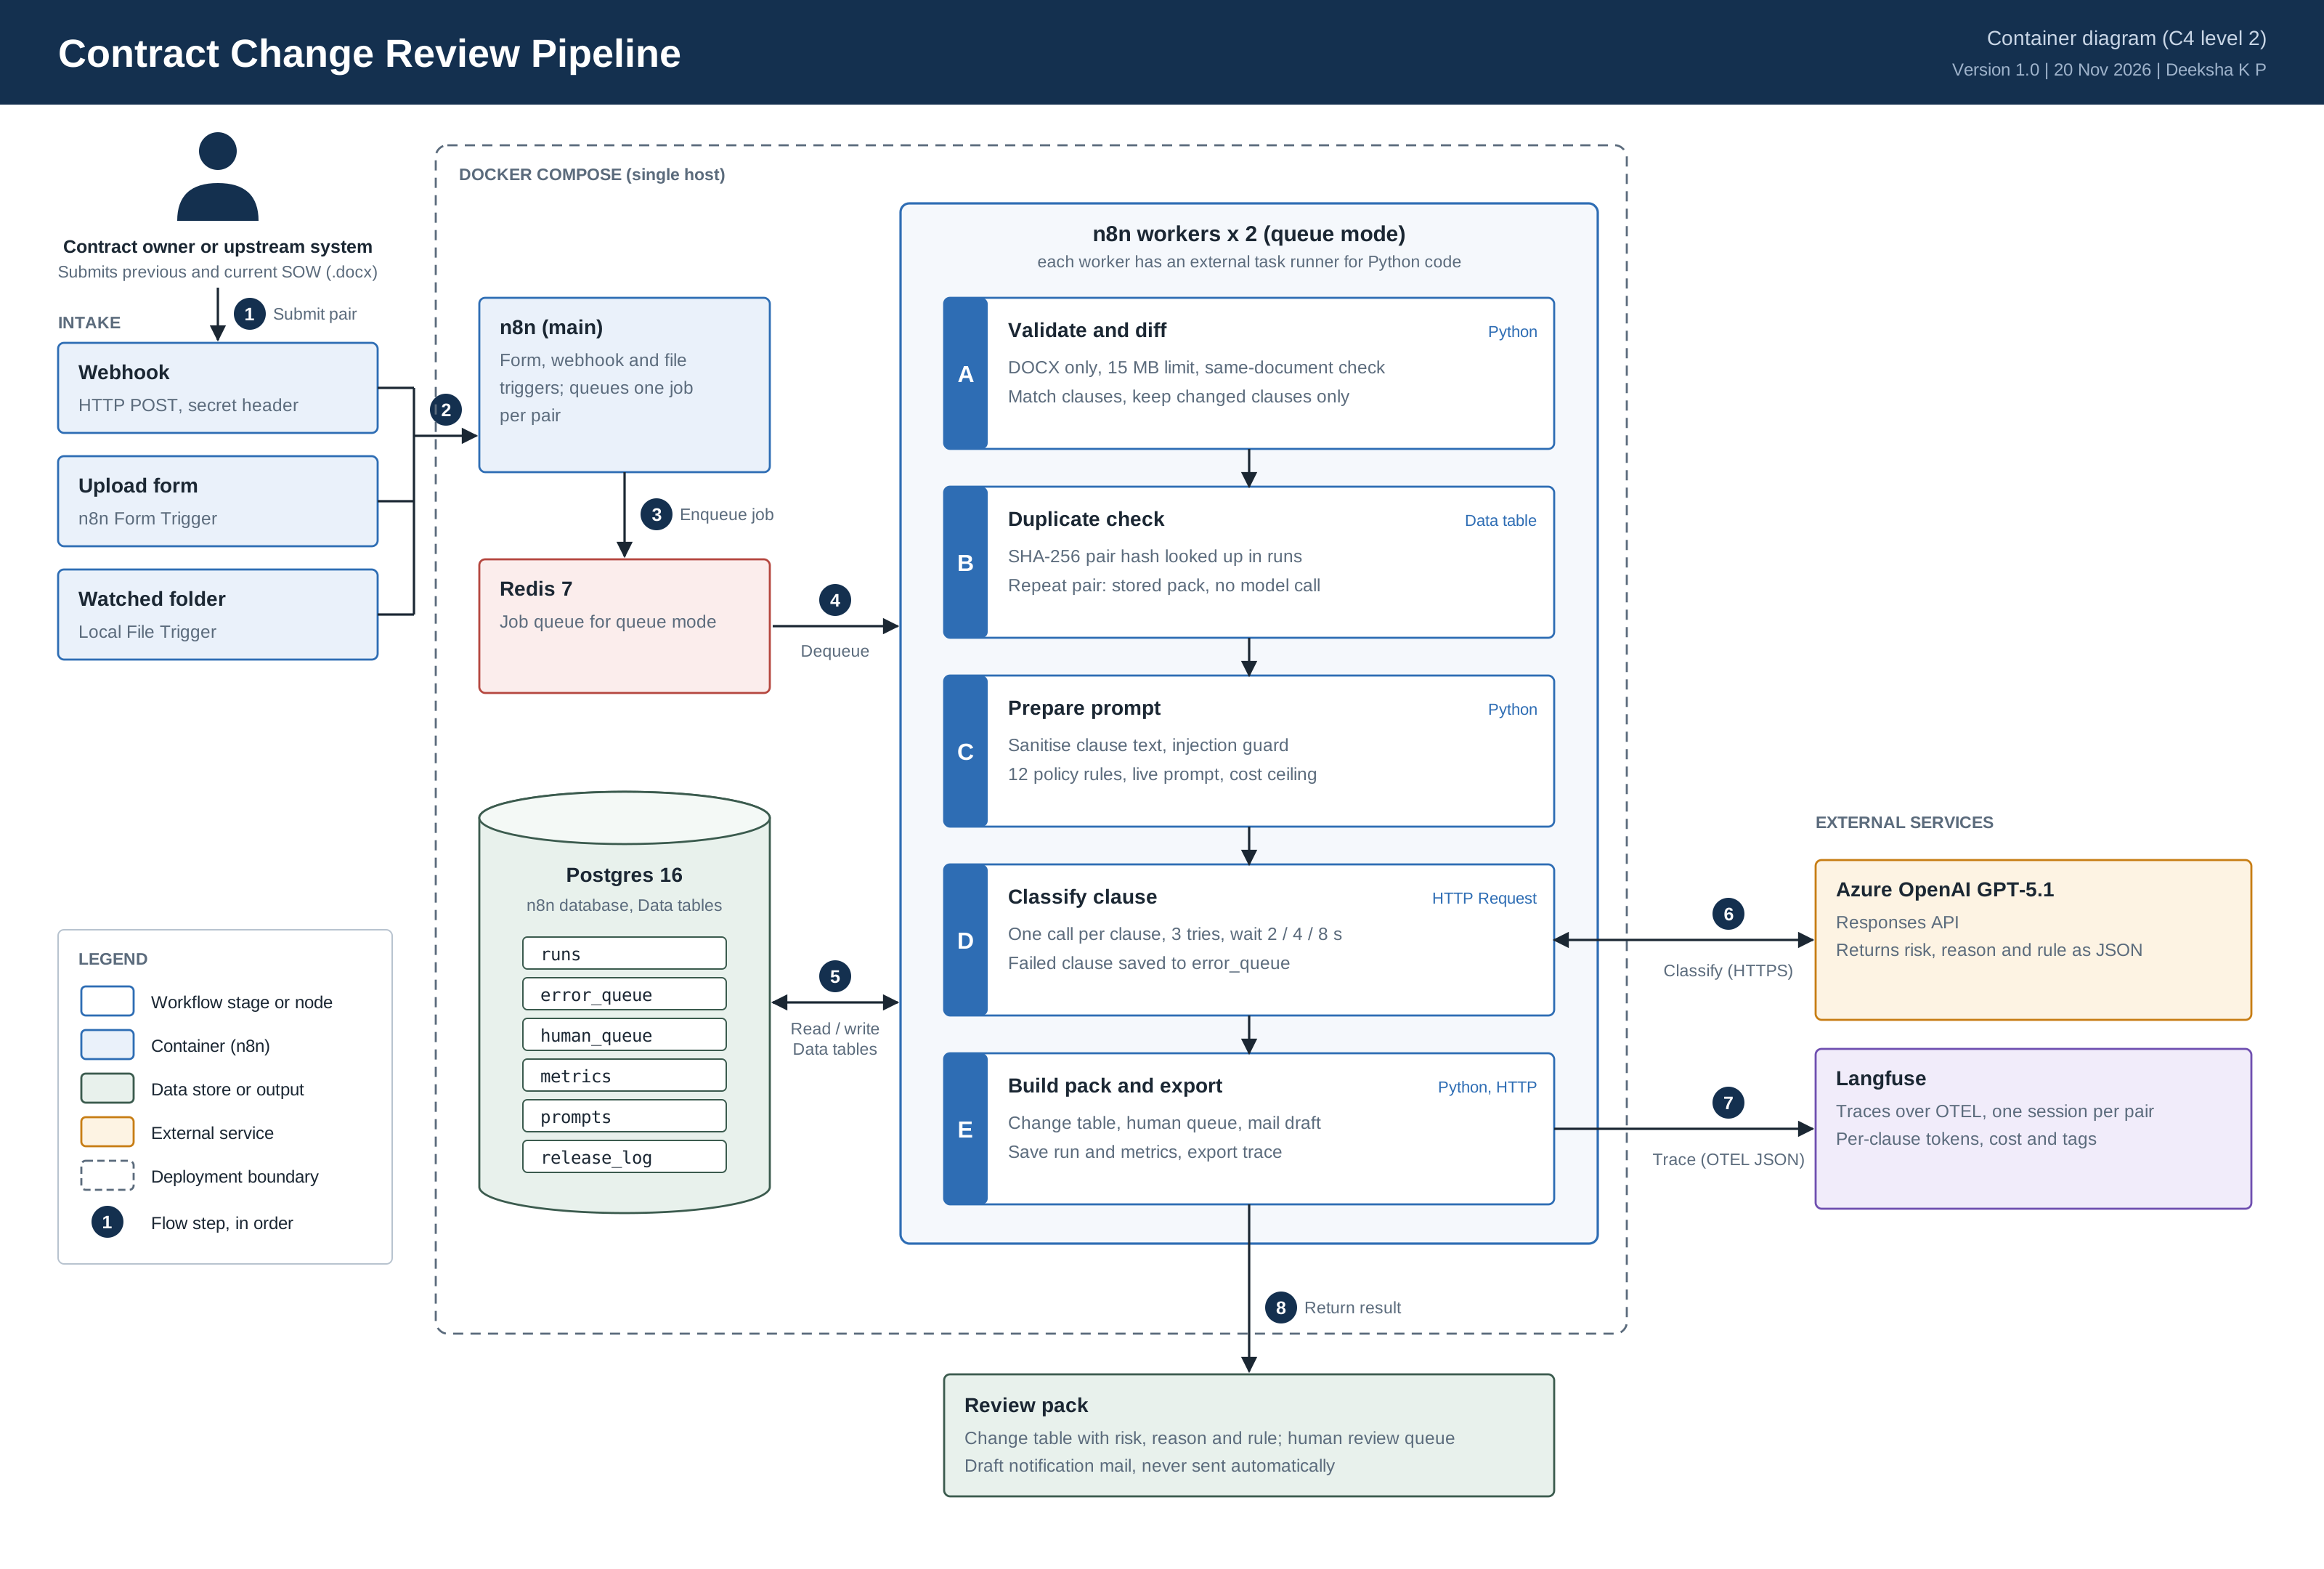 Contract Change Review Pipeline
Container diagram (C4 level 2)
Version 1.0 | 20 Nov 2026 | Deeksha K P
Contract owner or upstream system
Submits previous and current SOW (.docx)
1 Submit pair
INTAKE
Webhook
HTTP POST, secret header
Upload form
n8n Form Trigger
Watched folder
Local File Trigger
2
DOCKER COMPOSE (single host)
n8n (main)
Form, webhook and file
triggers; queues one job
per pair
3 Enqueue job
Redis 7
Job queue for queue mode
4
Dequeue
Postgres 16
n8n database, Data tables
runs
error_queue
human_queue
metrics
prompts
release_log
5
Read / write
Data tables
n8n workers x 2 (queue mode)
each worker has an external task runner for Python code
A
Validate and diff
Python
DOCX only, 15 MB limit, same-document check
Match clauses, keep changed clauses only
B
Duplicate check
Data table
SHA-256 pair hash looked up in runs
Repeat pair: stored pack, no model call
C
Prepare prompt
Python
Sanitise clause text, injection guard
12 policy rules, live prompt, cost ceiling
D
Classify clause
HTTP Request
One call per clause, 3 tries, wait 2 / 4 / 8 s
Failed clause saved to error_queue
E
Build pack and export
Python, HTTP
Change table, human queue, mail draft
Save run and metrics, export trace
EXTERNAL SERVICES
6
Classify (HTTPS)
Azure OpenAI GPT-5.1
Responses API
Returns risk, reason and rule as JSON
7
Trace (OTEL JSON)
Langfuse
Traces over OTEL, one session per pair
Per-clause tokens, cost and tags
8 Return result
Review pack
Change table with risk, reason and rule; human review queue
Draft notification mail, never sent automatically
LEGEND
Workflow stage or node
Container (n8n)
Data store or output
External service
Deployment boundary
1 Flow step, in order